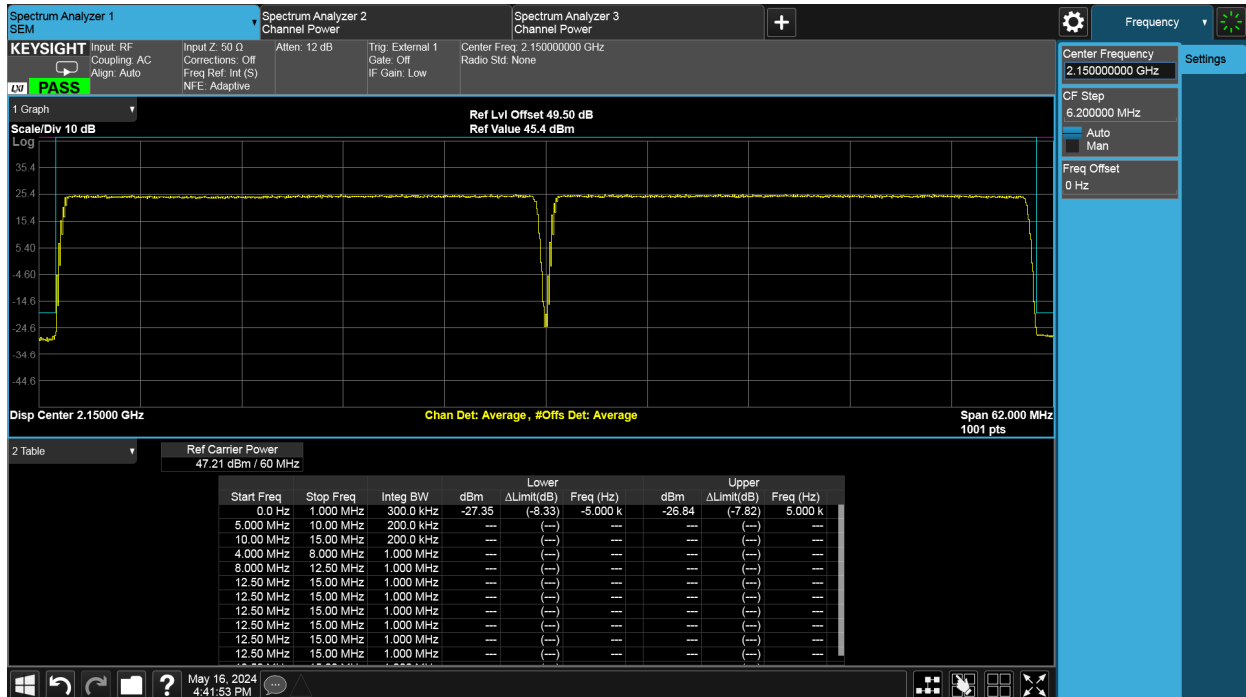 Spectrum Analyzer 1
SEM
Spectrum Analyzer 2
Channel Power
Spectrum Analyzer 3
Channel Power
Frequency
KEYSIGHT
Input: RF
Coupling: AC
Align: Auto
Input Z: 50 Ω
Corrections: Off
Freq Ref: Int (S)
NFE: Adaptive
Atten: 12 dB
Trig: External 1
Gate: Off
IF Gain: Low
Center Freq: 2.150000000 GHz
Radio Std: None
LXI
PASS
Center Frequency
2.150000000 GHz
Settings
CF Step
6.200000 MHz
Auto
Man
Freq Offset
0 Hz
1 Graph
Scale/Div 10 dB
Ref Lvl Offset 49.50 dB
Ref Value 45.4 dBm
Log
35.4
25.4
15.4
5.40
-4.60
-14.6
-24.6
-34.6
-44.6
Disp Center 2.15000 GHz
Chan Det: Average, #Offs Det: Average
Span 62.000 MHz
1001 pts
2 Table
Ref Carrier Power
47.21 dBm / 60 MHz
Lower Upper
Start Freq Stop Freq Integ BW dBm ΔLimit(dB) Freq (Hz) dBm ΔLimit(dB) Freq (Hz)
0.0 Hz 1.000 MHz 300.0 kHz -27.35 (-8.33) -5.000 k -26.84 (-7.82) 5.000 k
5.000 MHz 10.00 MHz 200.0 kHz --- (---) --- --- (---) ---
10.00 MHz 15.00 MHz 200.0 kHz --- (---) --- --- (---) ---
4.000 MHz 8.000 MHz 1.000 MHz --- (---) --- --- (---) ---
8.000 MHz 12.50 MHz 1.000 MHz --- (---) --- --- (---) ---
12.50 MHz 15.00 MHz 1.000 MHz --- (---) --- --- (---) ---
12.50 MHz 15.00 MHz 1.000 MHz --- (---) --- --- (---) ---
12.50 MHz 15.00 MHz 1.000 MHz --- (---) --- --- (---) ---
12.50 MHz 15.00 MHz 1.000 MHz --- (---) --- --- (---) ---
12.50 MHz 15.00 MHz 1.000 MHz --- (---) --- --- (---) ---
12.50 MHz 15.00 MHz 1.000 MHz --- (---) --- --- (---) ---
May 16, 2024
4:41:53 PM